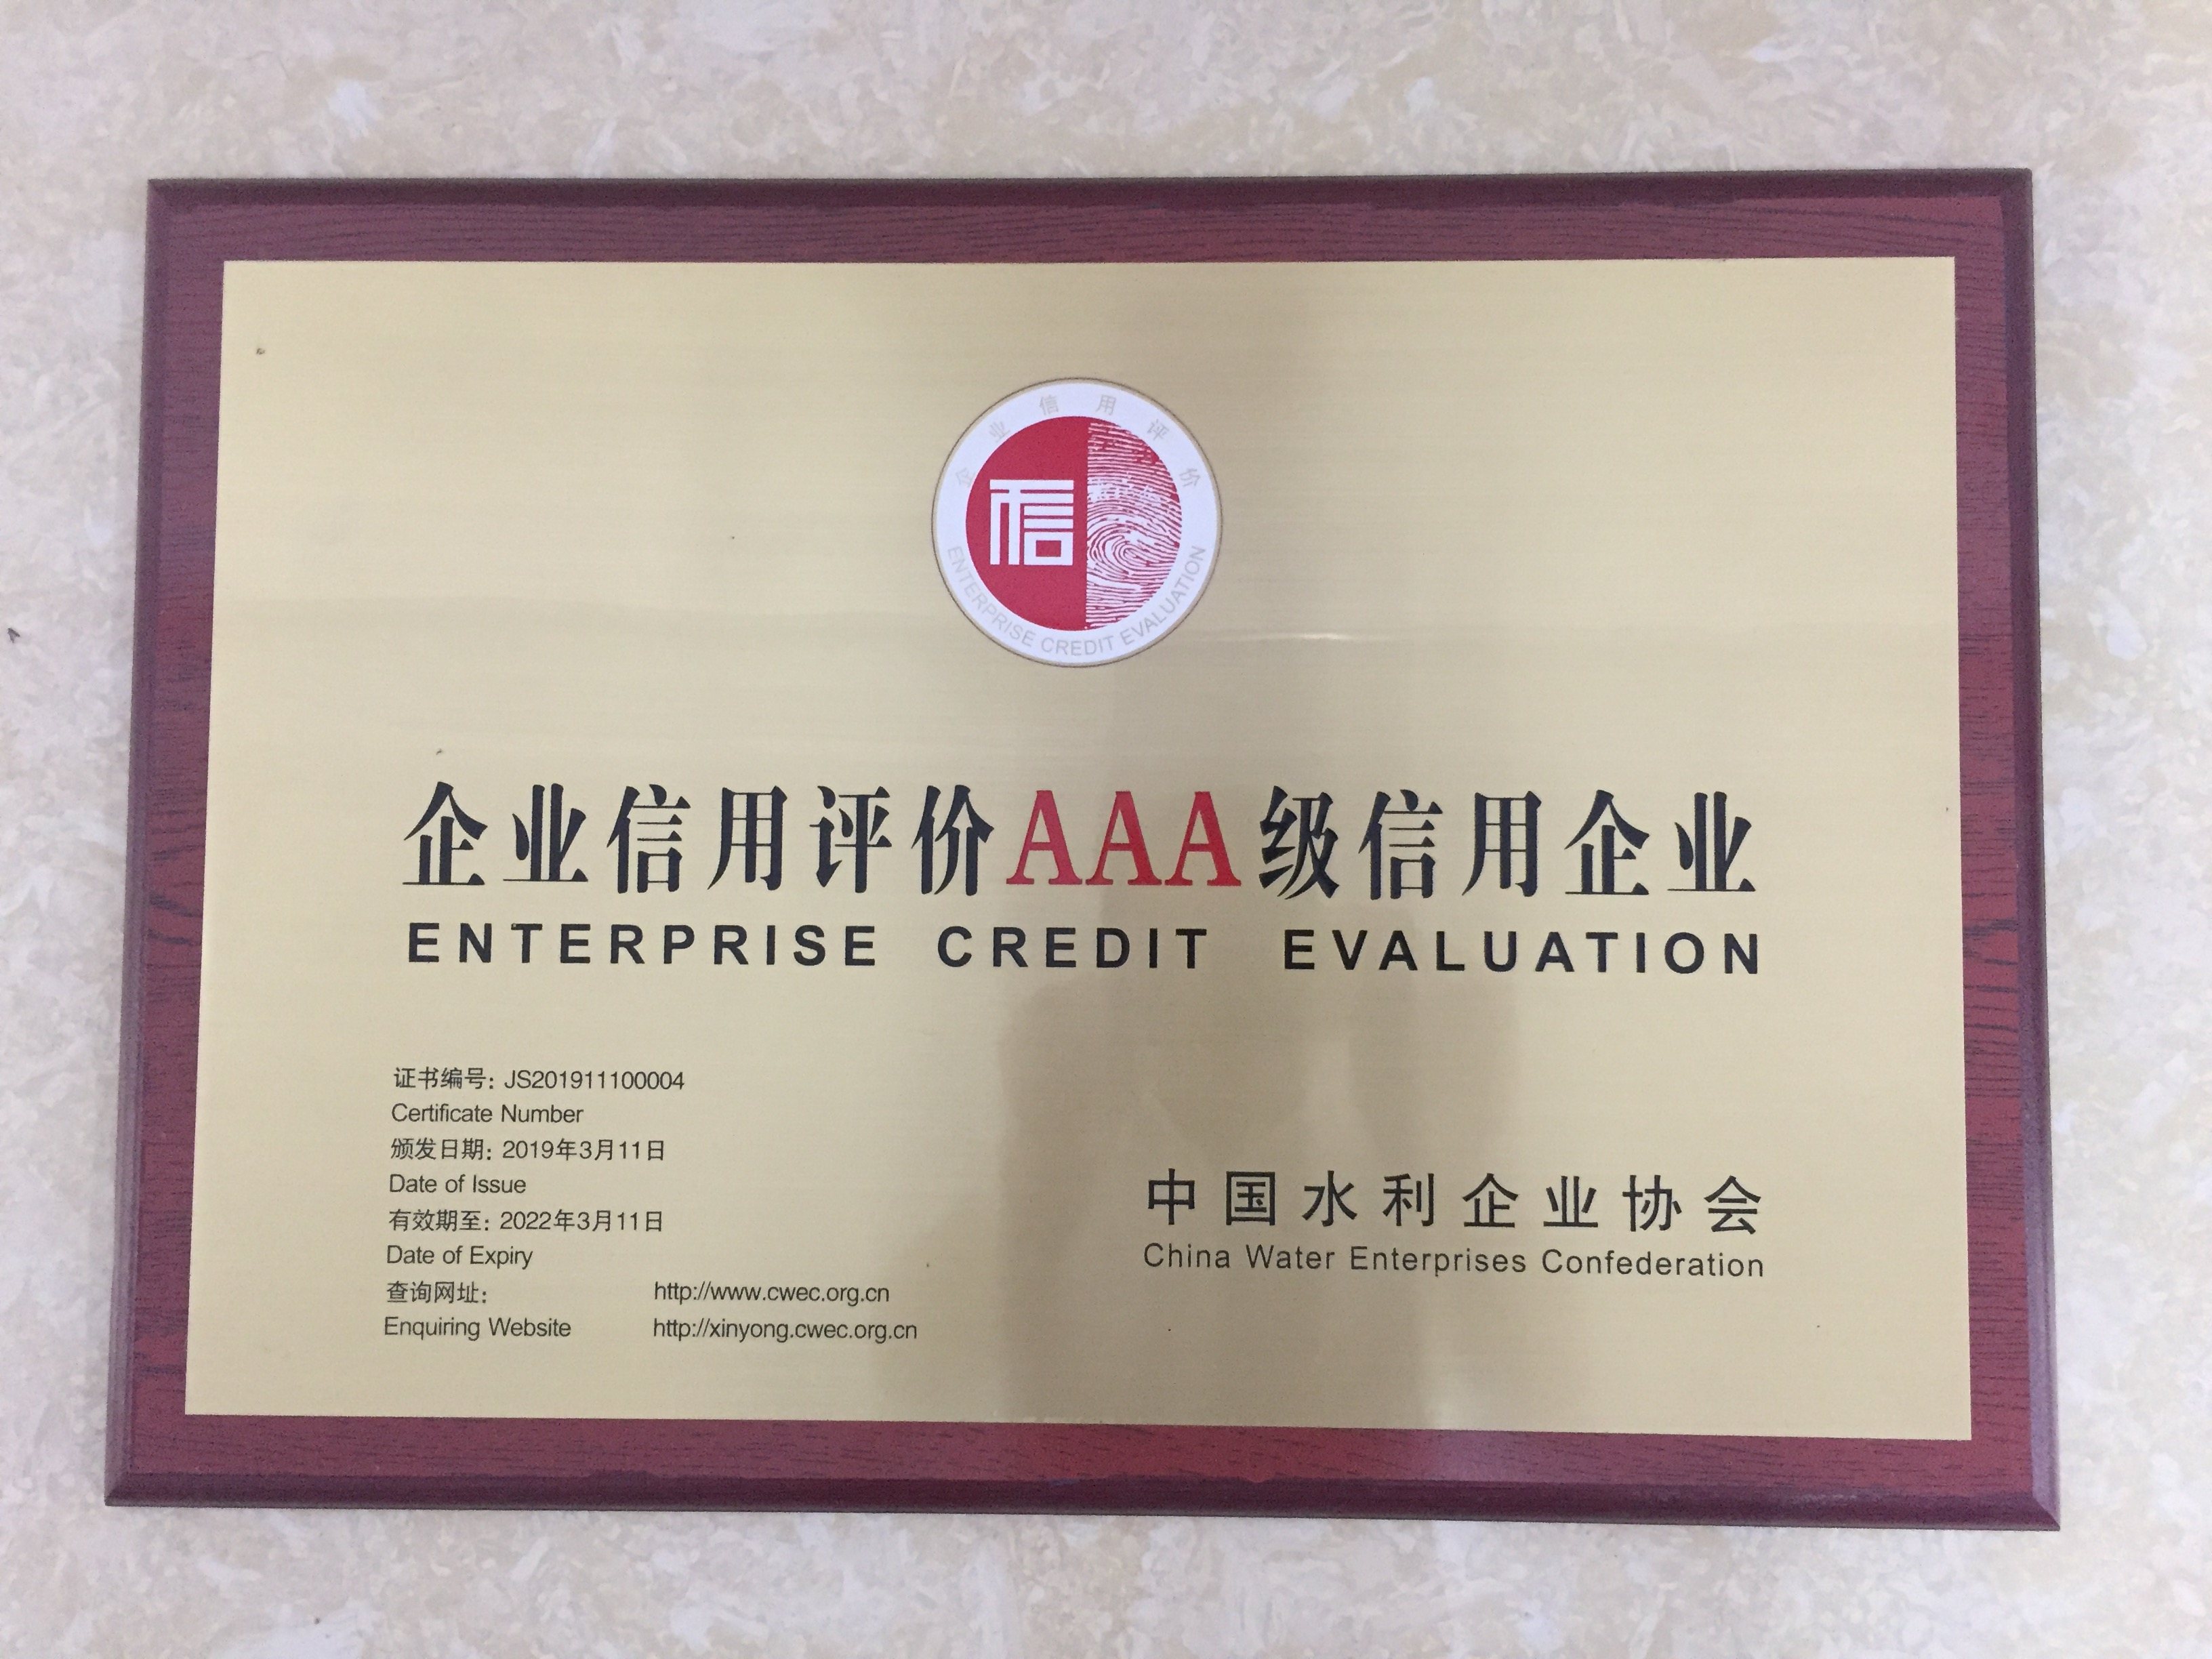 企业信用评价
信
ENTERPRISE CREDIT EVALUATION
企业信用评价AAA级信用企业
ENTERPRISE CREDIT EVALUATION
证书编号: JS201911100004
Certificate Number
颁发日期: 2019年3月11日
Date of Issue
有效期至: 2022年3月11日
Date of Expiry
查询网址: http://www.cwec.org.cn
Enquiring Website http://xinyong.cwec.org.cn
中国水利企业协会
China Water Enterprises Confederation